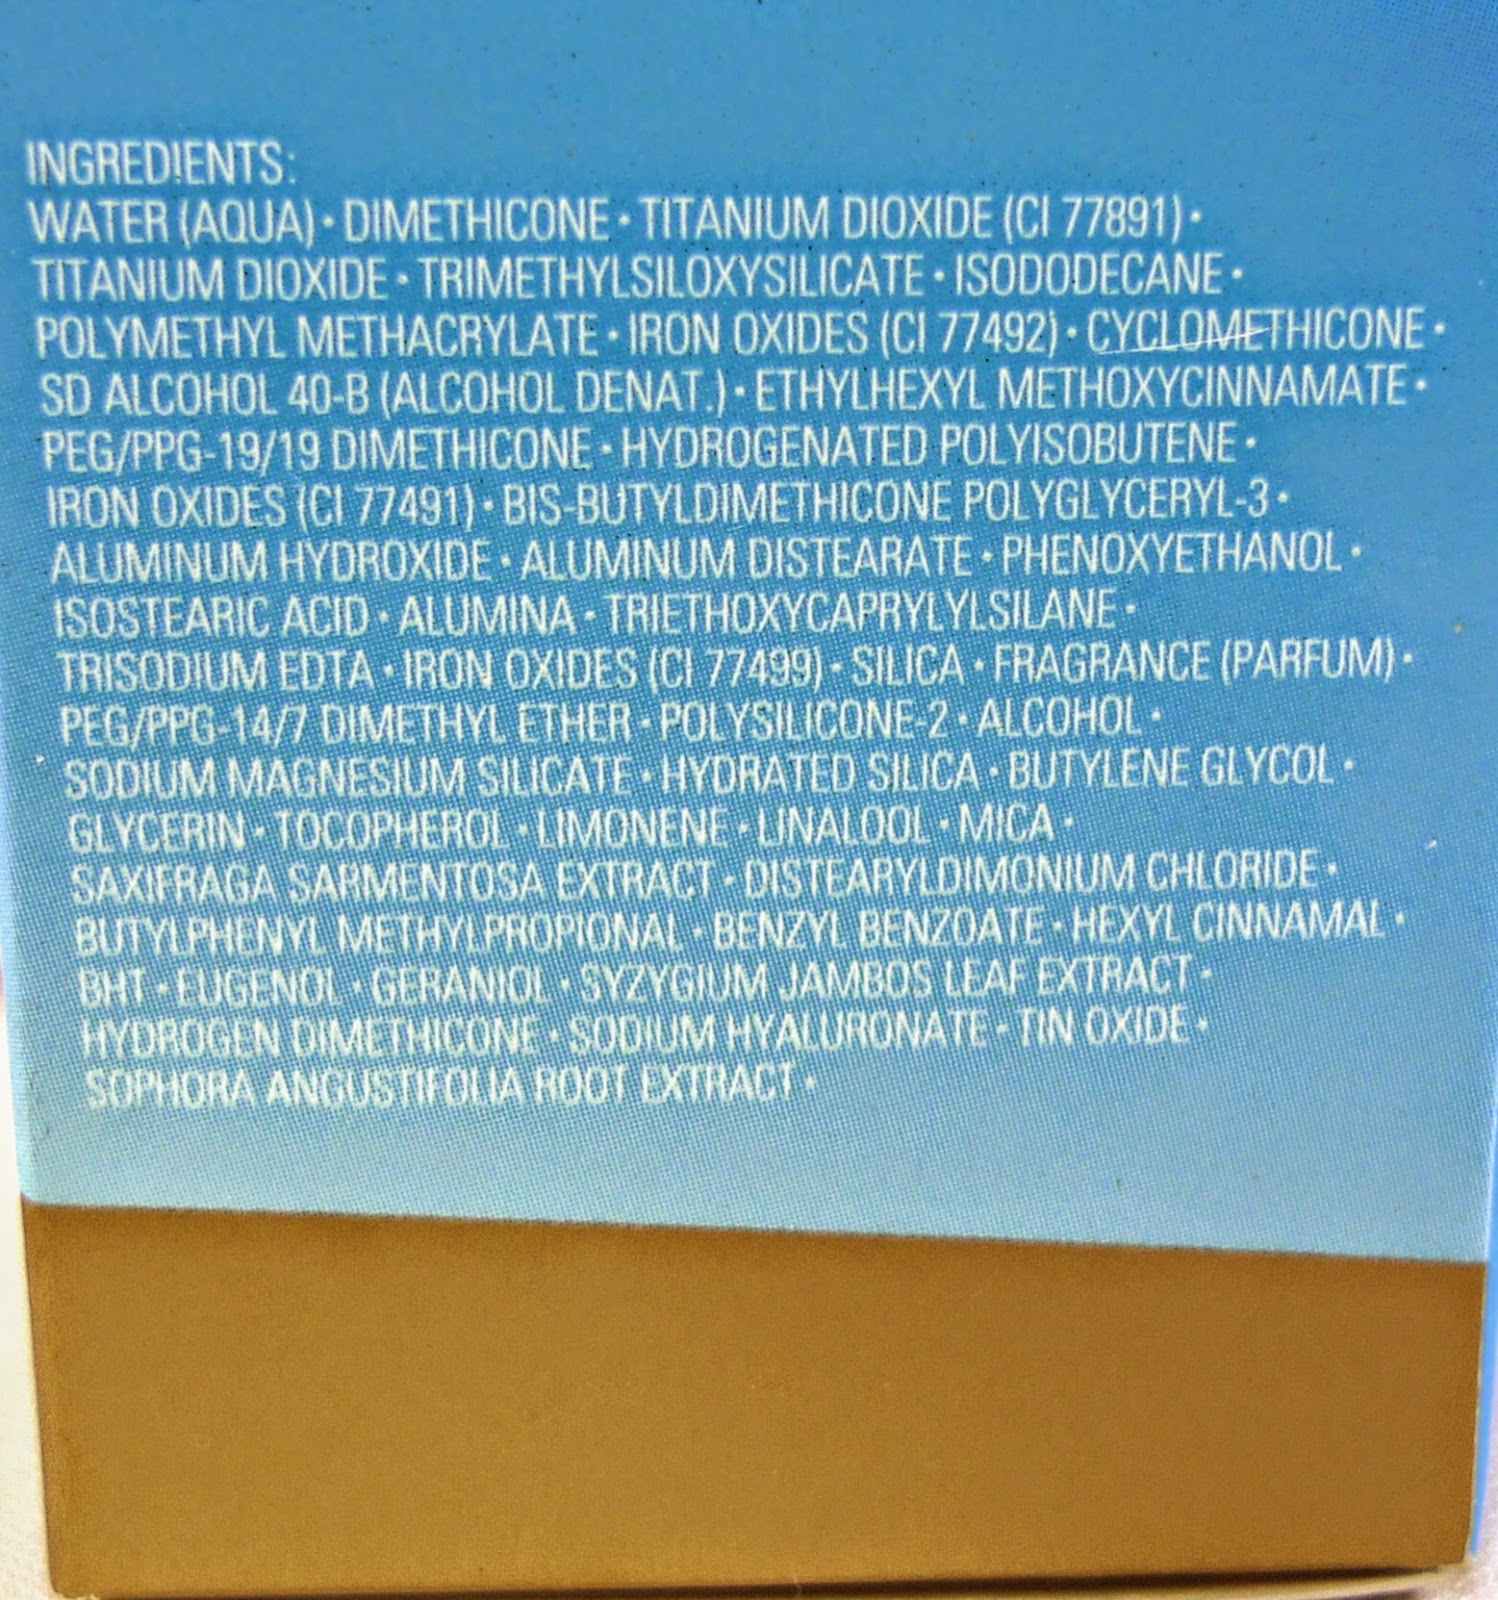 INGREDIENTS:
WATER (AQUA) • DIMETHICONE • TITANIUM DIOXIDE (CI 77891) •
TITANIUM DIOXIDE • TRIMETHYLSILOXYSILICATE • ISODODECANE •
POLYMETHYL METHACRYLATE • IRON OXIDES (CI 77492) • CYCLOMETHICONE •
SD ALCOHOL 40-B (ALCOHOL DENAT.) • ETHYLHEXYL METHOXYCINNAMATE •
PEG/PPG-19/19 DIMETHICONE • HYDROGENATED POLYISOBUTENE •
IRON OXIDES (CI 77491) • BIS-BUTYLDIMETHICONE POLYGLYCERYL-3 •
ALUMINUM HYDROXIDE • ALUMINUM DISTEARATE • PHENOXYETHANOL •
ISOSTEARIC ACID • ALUMINA • TRIETHOXYCAPRYLYLSILANE •
TRISODIUM EDTA • IRON OXIDES (CI 77499) • SILICA • FRAGRANCE (PARFUM) •
PEG/PPG-14/7 DIMETHYL ETHER • POLYSILICONE-2 • ALCOHOL •
SODIUM MAGNESIUM SILICATE • HYDRATED SILICA • BUTYLENE GLYCOL •
GLYCERIN • TOCOPHEROL • LIMONENE • LINALOOL • MICA •
SAXIFRAGA SARMENTOSA EXTRACT • DISTEARYLDIMONIUM CHLORIDE •
BUTYLPHENYL METHYLPROPIONAL • BENZYL BENZOATE • HEXYL CINNAMAL •
BHT • EUGENOL • GERANIOL • SYZYGIUM JAMBOS LEAF EXTRACT •
HYDROGEN DIMETHICONE • SODIUM HYALURONATE • TIN OXIDE •
SOPHORA ANGUSTIFOLIA ROOT EXTRACT •